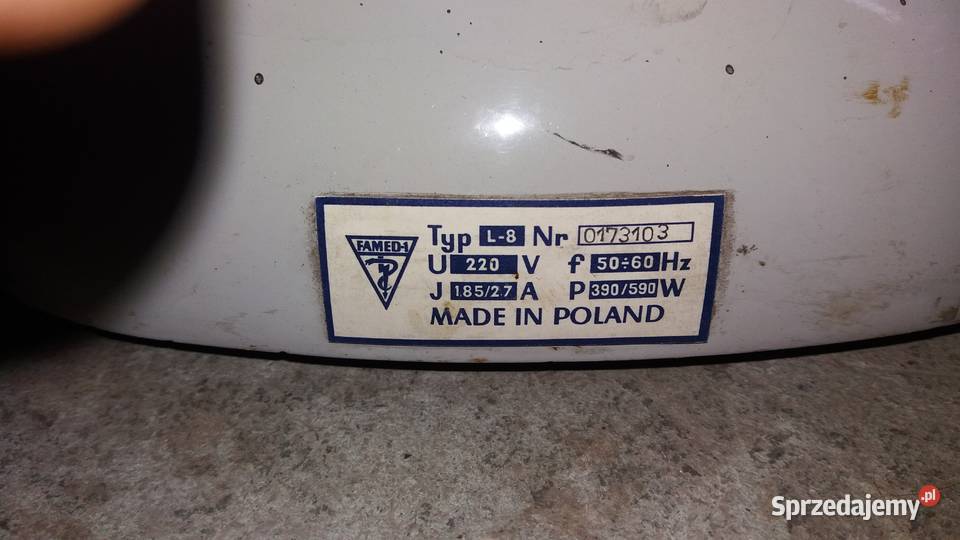 FAMED-1
Typ L-8 Nr 0173103
U 220 V f 50÷60 Hz
J 1.85/2.7 A P 390/590 W
MADE IN POLAND
Sprzedajemy.pl